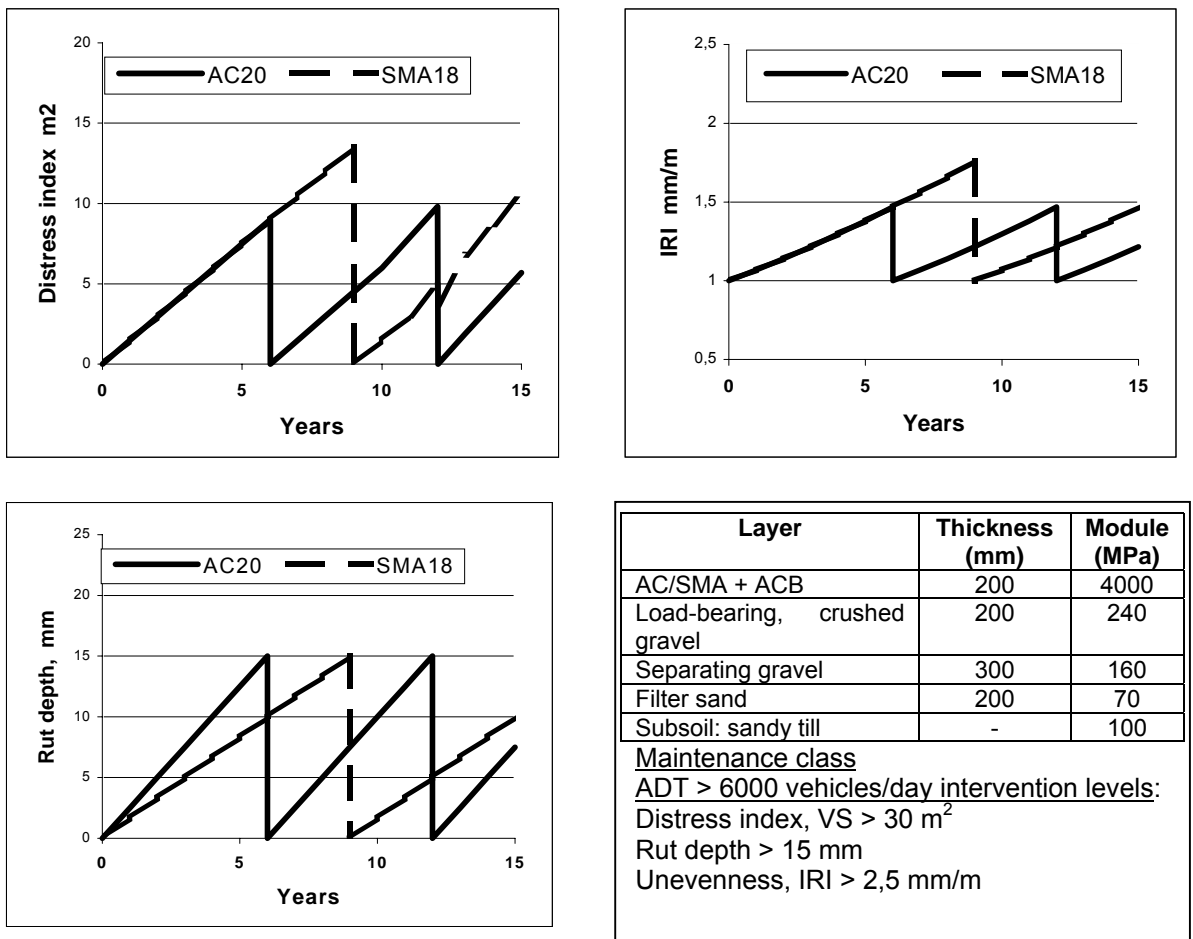 Distress index m2
20
15
10
5
0
AC20 SMA18
0 5 10 15
Years
IRI mm/m
2,5
2
1,5
1
0,5
AC20 SMA18
0 5 10 15
Years
Rut depth, mm
25
20
15
10
5
0
AC20 SMA18
0 5 10 15
Years
Layer Thickness Module
(mm) (MPa)
AC/SMA + ACB 200 4000
Load-bearing, crushed 200 240
gravel
Separating gravel 300 160
Filter sand 200 70
Subsoil: sandy till - 100
Maintenance class
ADT > 6000 vehicles/day intervention levels:
Distress index, VS > 30 m²
Rut depth > 15 mm
Unevenness, IRI > 2,5 mm/m